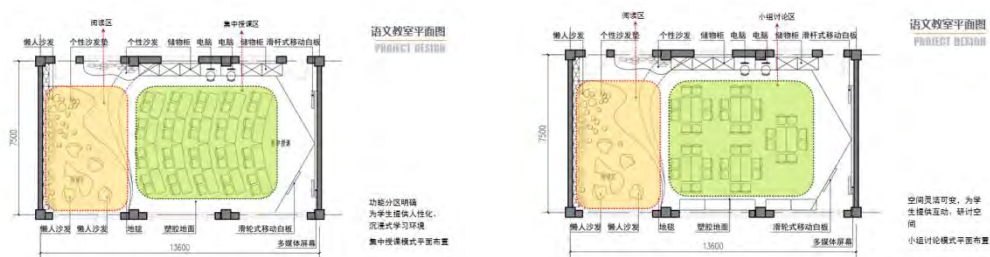 阅读区
集中授课区
懒人沙发 个性沙发垫 个性沙发 储物柜 电脑 电脑 储物柜 滑杆式移动白板
7500
懒人沙发 懒人沙发 地毯 塑胶地面 滑轮式移动白板
多媒体屏幕
13600
语文教室平面图
PROJECT DESIGN
功能分区明确
为学生提供人性化、
沉浸式学习环境
集中授课模式平面布置
阅读区
小组讨论区
懒人沙发 个性沙发垫 个性沙发 储物柜 电脑 电脑 储物柜 滑杆式移动白板
7500
懒人沙发 懒人沙发 地毯 塑胶地面 滑轮式移动白板
多媒体屏幕
13600
语文教室平面图
PROJECT DESIGN
空间灵活可变，为学
生提供互动、研讨空
间
小组讨论模式平面布置